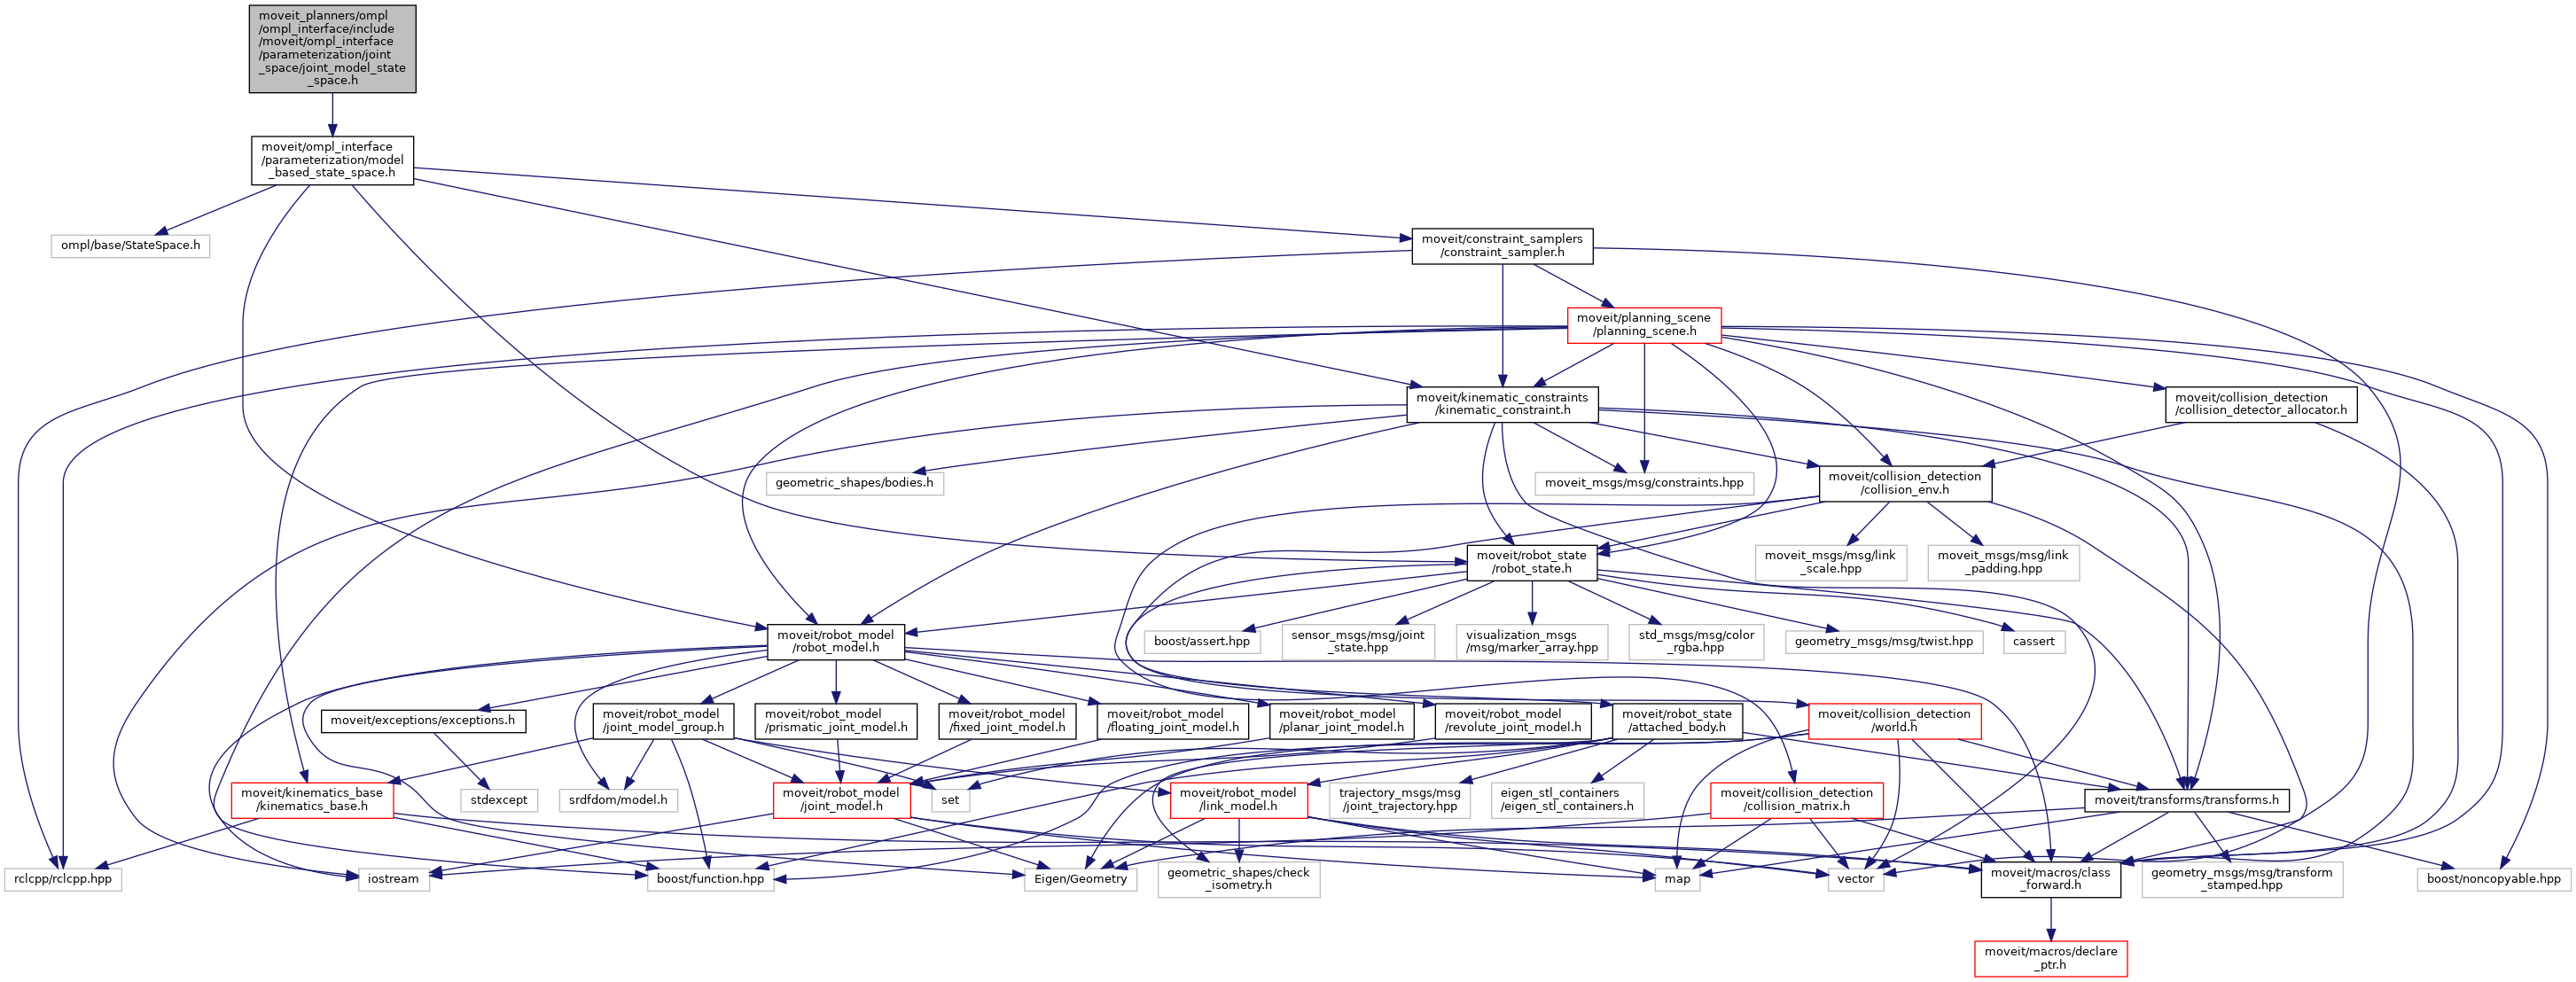 moveit_planners/ompl
/ompl_interface/include
/moveit/ompl_interface
/parameterization/joint
_space/joint_model_state
_space.h
moveit/ompl_interface
/parameterization/model
_based_state_space.h
ompl/base/StateSpace.h
moveit/constraint_samplers
/constraint_sampler.h
moveit/planning_scene
/planning_scene.h
moveit/kinematic_constraints
/kinematic_constraint.h
moveit/collision_detection
/collision_detector_allocator.h
geometric_shapes/bodies.h
moveit_msgs/msg/constraints.hpp
moveit/collision_detection
/collision_env.h
moveit/robot_state
/robot_state.h
moveit_msgs/msg/link
_scale.hpp
moveit_msgs/msg/link
_padding.hpp
moveit/robot_model
/robot_model.h
boost/assert.hpp
sensor_msgs/msg/joint
_state.hpp
visualization_msgs
/msg/marker_array.hpp
std_msgs/msg/color
_rgba.hpp
geometry_msgs/msg/twist.hpp
cassert
moveit/exceptions/exceptions.h
moveit/robot_model
/joint_model_group.h
moveit/robot_model
/prismatic_joint_model.h
moveit/robot_model
/fixed_joint_model.h
moveit/robot_model
/floating_joint_model.h
moveit/robot_model
/planar_joint_model.h
moveit/robot_model
/revolute_joint_model.h
moveit/robot_state
/attached_body.h
moveit/collision_detection
/world.h
moveit/kinematics_base
/kinematics_base.h
stdexcept
srdfdom/model.h
moveit/robot_model
/joint_model.h
set
moveit/robot_model
/link_model.h
trajectory_msgs/msg
/joint_trajectory.hpp
eigen_stl_containers
/eigen_stl_containers.h
moveit/collision_detection
/collision_matrix.h
moveit/transforms/transforms.h
rclcpp/rclcpp.hpp
iostream
boost/function.hpp
Eigen/Geometry
geometric_shapes/check
_isometry.h
map
vector
moveit/macros/class
_forward.h
geometry_msgs/msg/transform
_stamped.hpp
boost/noncopyable.hpp
moveit/macros/declare
_ptr.h